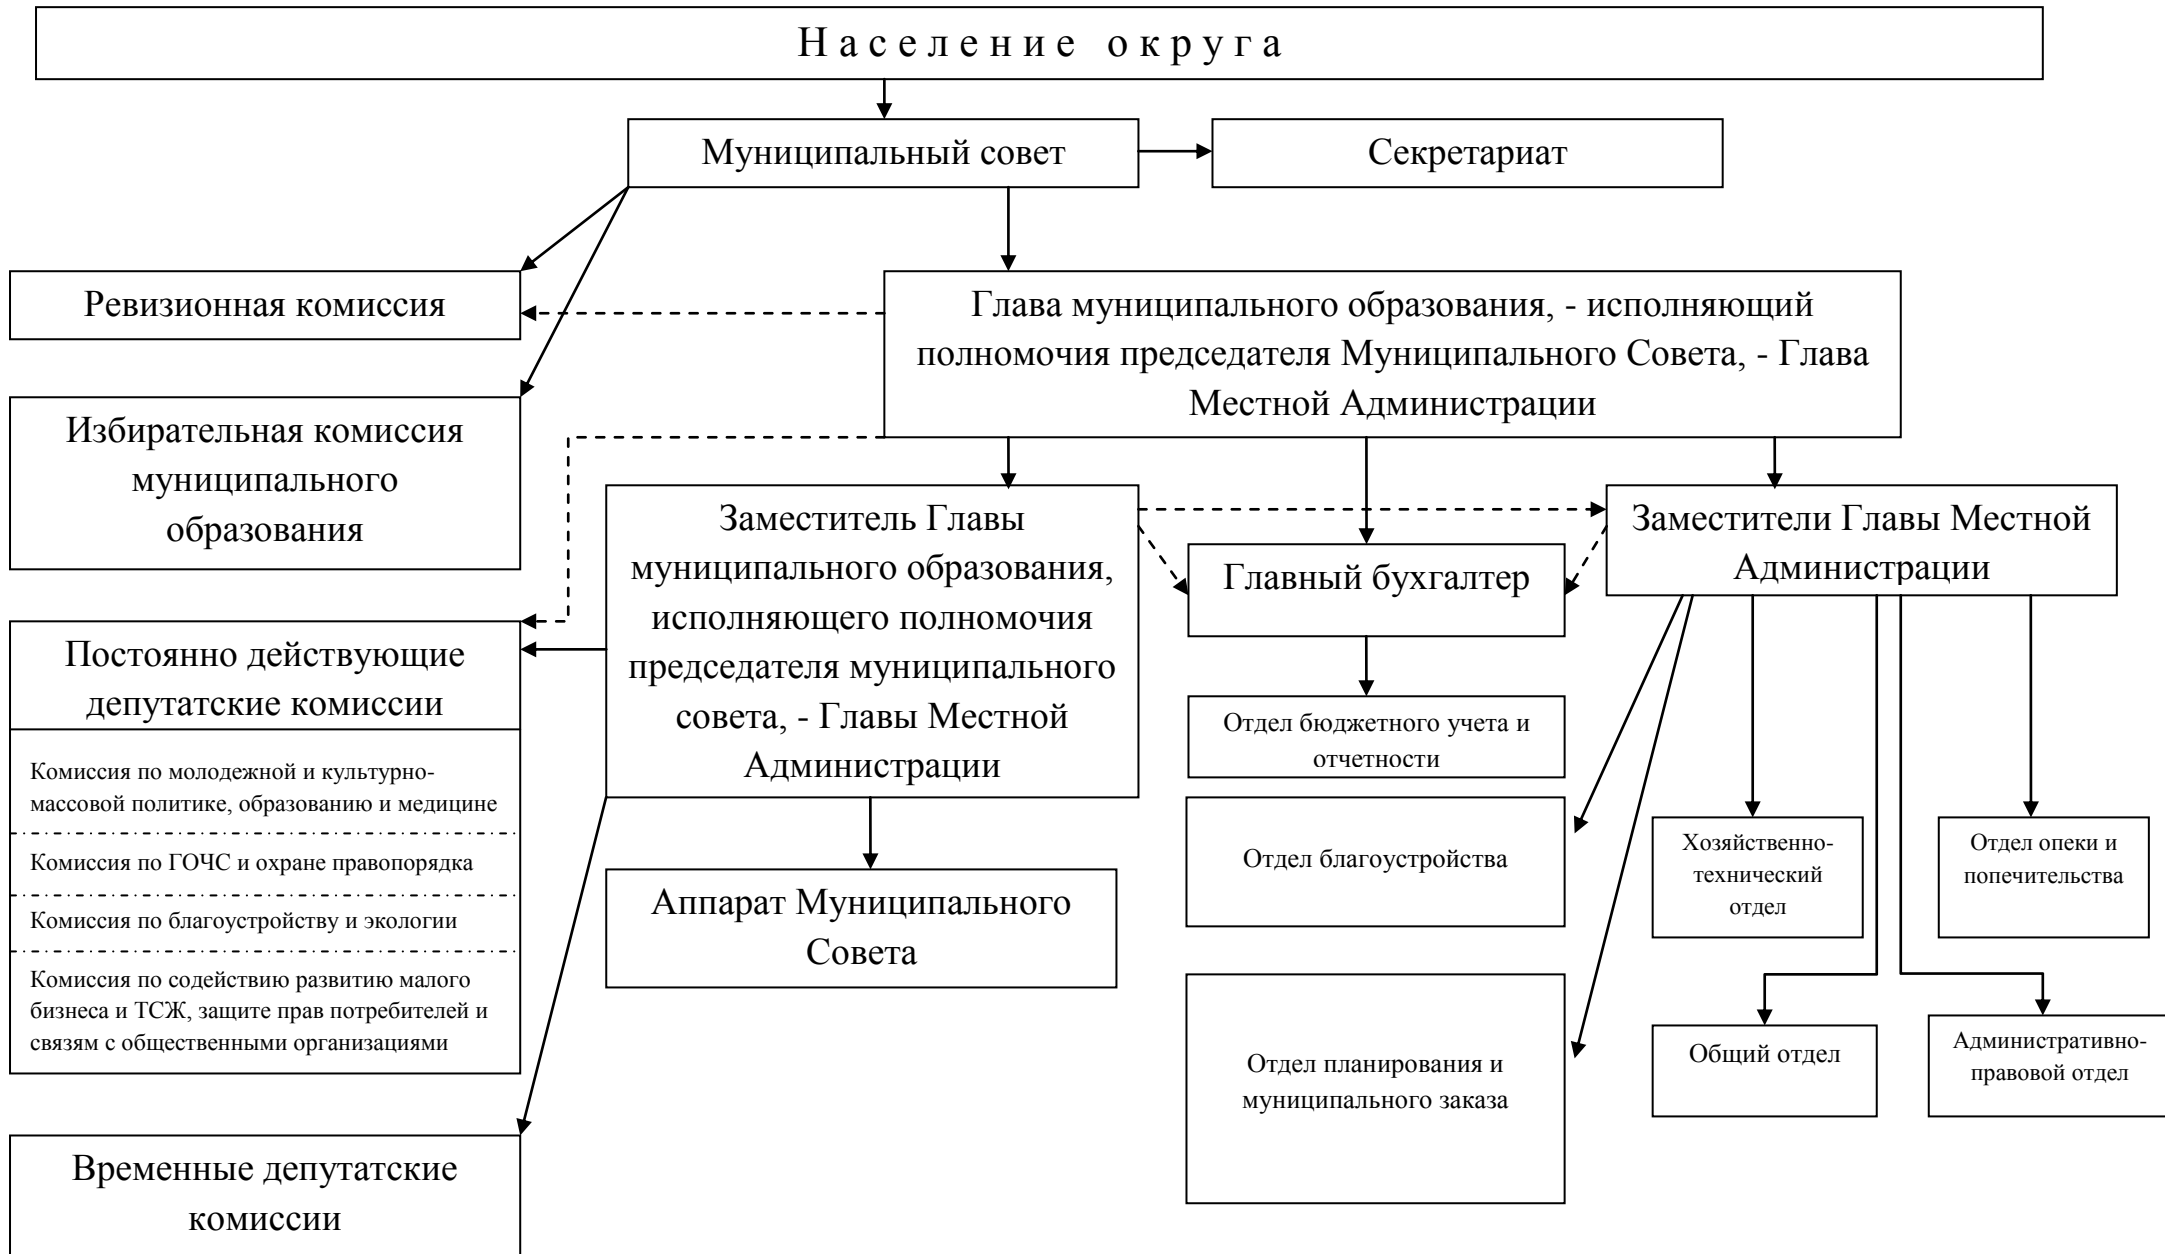 Население округа
Муниципальный совет
Секретариат
Ревизионная комиссия
Глава муниципального образования, - исполняющий
полномочия председателя Муниципального Совета, - Глава
Местной Администрации
Избирательная комиссия
муниципального
образования
Заместитель Главы
муниципального образования,
исполняющего полномочия
председателя муниципального
совета, - Главы Местной
Администрации
Главный бухгалтер
Заместители Главы Местной
Администрации
Постоянно действующие
депутатские комиссии
Комиссия по молодежной и культурно-
массовой политике, образованию и медицине
Комиссия по ГОЧС и охране правопорядка
Комиссия по благоустройству и экологии
Комиссия по содействию развитию малого
бизнеса и ТСЖ, защите прав потребителей и
связям с общественными организациями
Временные депутатские
комиссии
Аппарат Муниципального
Совета
Отдел бюджетного учета и
отчетности
Отдел благоустройства
Отдел планирования и
муниципального заказа
Хозяйственно-
технический
отдел
Отдел опеки и
попечительства
Общий отдел
Административно-
правовой отдел